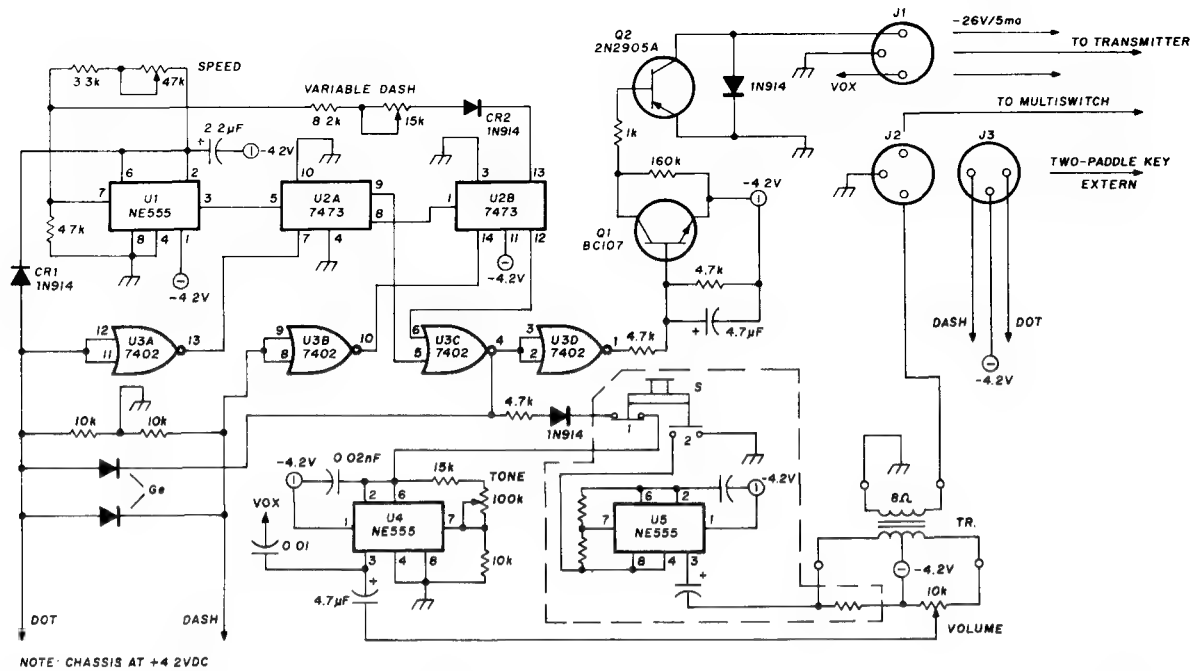 J1
-26V/5ma
Q2
2N2905A
TO TRANSMITTER
3.3k
47k
SPEED
1N914
VOX
VARIABLE DASH
CR2
1N914
TO MULTISWITCH
8.2k
15k
1k
J2
J3
2.2µF
+
-4.2V
160k
TWO-PADDLE KEY
EXTERN
-4.2V
6
2
10
9
3
13
7
U1
NE555
3
5
U2A
7473
8
1
U2B
7473
Q1
BC107
4.7k
8
4
1
7
4
14
11
12
-4.2V
-4.2V
4.7k
CR1
1N914
+
4.7µF
12
11
U3A
7402
13
9
8
U3B
7402
10
6
5
U3C
7402
4
3
2
U3D
7402
1
4.7k
DASH
DOT
-4.2V
S
10k
10k
4.7k
1N914
1
2
-4.2V
0.02nF
15k
TONE
100k
-4.2V
Ge
2
6
6
2
8Ω
VOX
1
U4
NE555
7
7
U5
NE555
1
TR.
0.01
3
4
8
10k
8
4
3
-4.2V
+
+
10k
4.7µF
DOT
DASH
VOLUME
NOTE: CHASSIS AT +4.2VDC